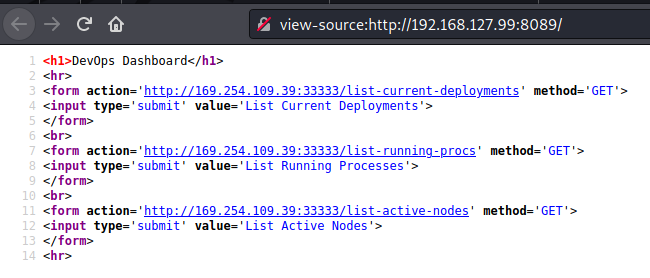 view-source:http://192.168.127.99:8089/
1 <h1>DevOps Dashboard</h1>
2 <hr>
3 <form action='http://169.254.109.39:33333/list-current-deployments' method='GET'>
4 <input type='submit' value='List Current Deployments'>
5 </form>
6 <br>
7 <form action='http://169.254.109.39:33333/list-running-procs' method='GET'>
8 <input type='submit' value='List Running Processes'>
9 </form>
10 <br>
11 <form action='http://169.254.109.39:33333/list-active-nodes' method='GET'>
12 <input type='submit' value='List Active Nodes'>
13 </form>
14 <hr>